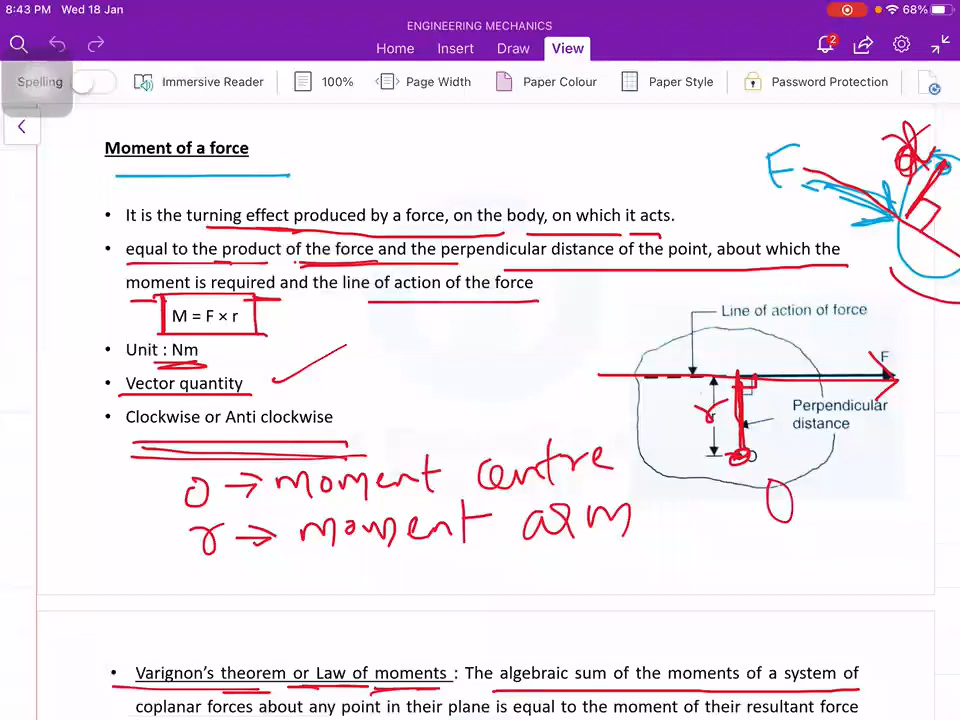 8:43 PM Wed 18 Jan
68%
ENGINEERING MECHANICS
Home Insert Draw View
2
Spelling Immersive Reader 100% Page Width Paper Colour Paper Style Password Protection
Moment of a force
F
d
• It is the turning effect produced by a force, on the body, on which it acts.
• equal to the product of the force and the perpendicular distance of the point, about which the
moment is required and the line of action of the force
M = F × r
Line of action of force
• Unit : Nm
F
• Vector quantity
r
Perpendicular
distance
• Clockwise or Anti clockwise
O
O
O → moment centre
r → moment arm
• Varignon's theorem or Law of moments : The algebraic sum of the moments of a system of
coplanar forces about any point in their plane is equal to the moment of their resultant force